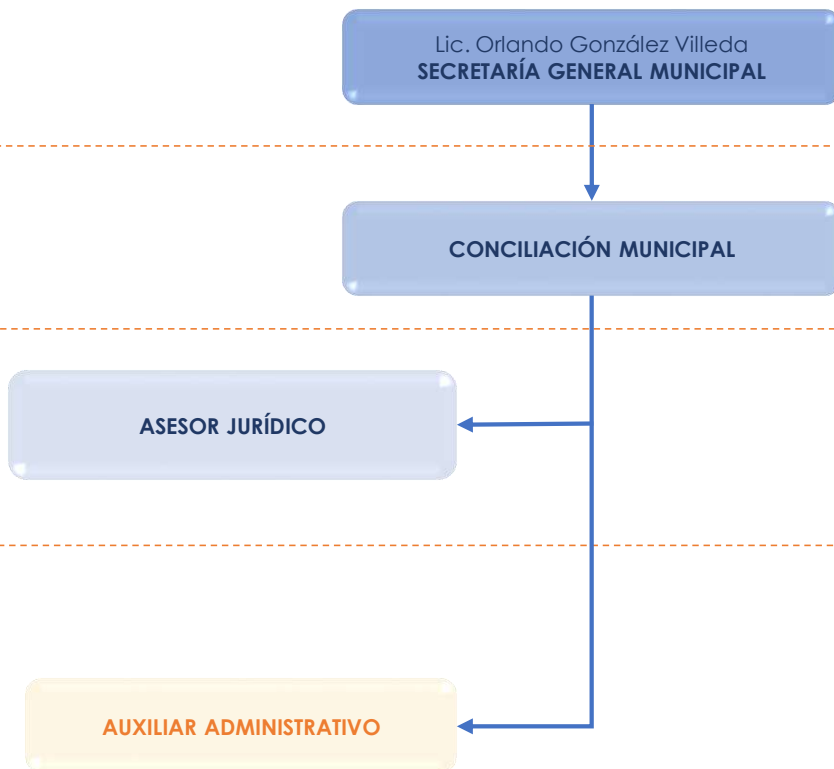 Lic. Orlando González Villeda
SECRETARÍA GENERAL MUNICIPAL
CONCILIACIÓN MUNICIPAL
ASESOR JURÍDICO
AUXILIAR ADMINISTRATIVO